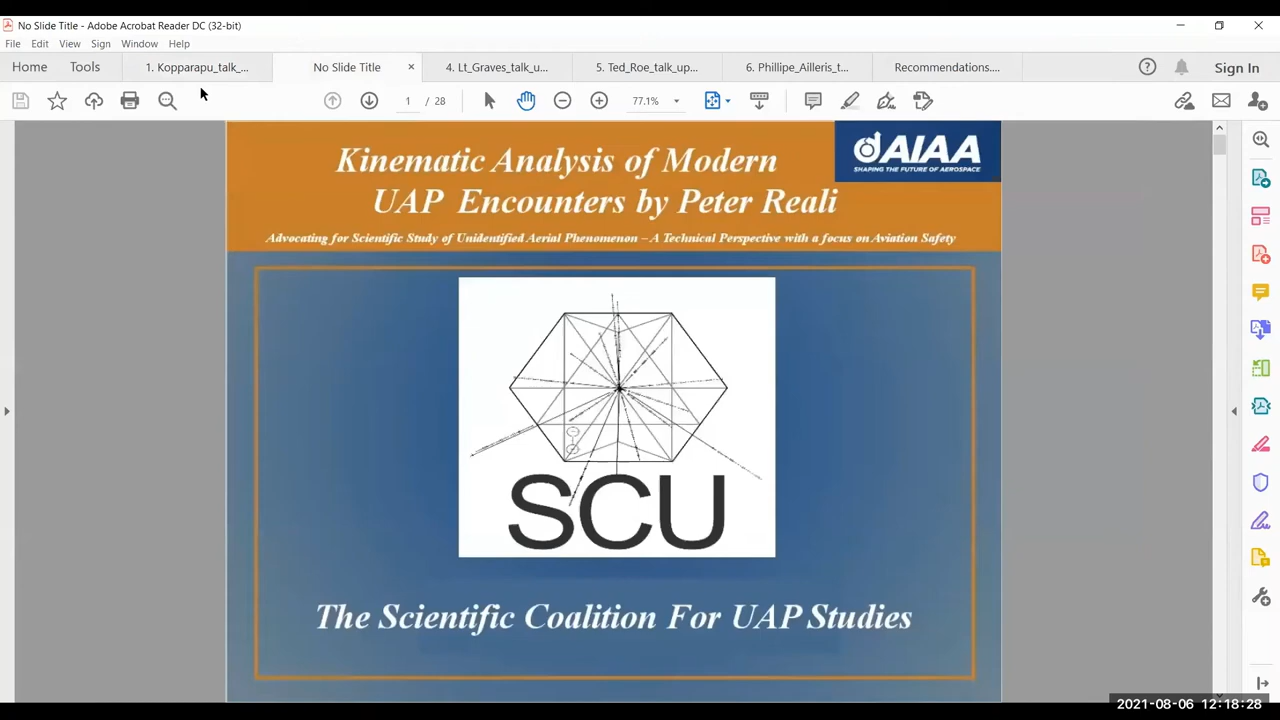 No Slide Title - Adobe Acrobat Reader DC (32-bit)
File Edit View Sign Window Help
Home Tools 1. Kopparapu_talk_... No Slide Title × 4. Lt_Graves_talk_u... 5. Ted_Roe_talk_up... 6. Phillipe_Ailleris_t... Recommendations.... Sign In
1 / 28 77.1%
Kinematic Analysis of Modern
UAP Encounters by Peter Reali
AIAA
SHAPING THE FUTURE OF AEROSPACE
Advocating for Scientific Study of Unidentified Aerial Phenomenon – A Technical Perspective with a focus on Aviation Safety
SCU
The Scientific Coalition For UAP Studies
2021-08-06 12:18:28